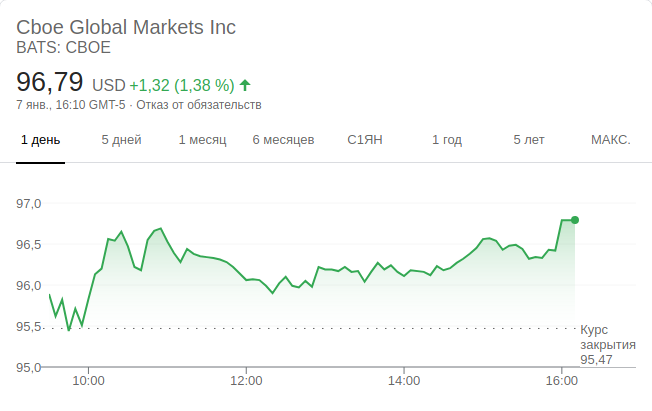 Cboe Global Markets Inc
BATS: CBOE
96,79 USD +1,32 (1,38 %)
7 янв., 16:10 GMT-5 · Отказ от обязательств
1 день 5 дней 1 месяц 6 месяцев С1ЯН 1 год 5 лет МАКС.
97,0
96,5
96,0
95,5
Курс
закрытия
95,47
95,0
10:00 12:00 14:00 16:00